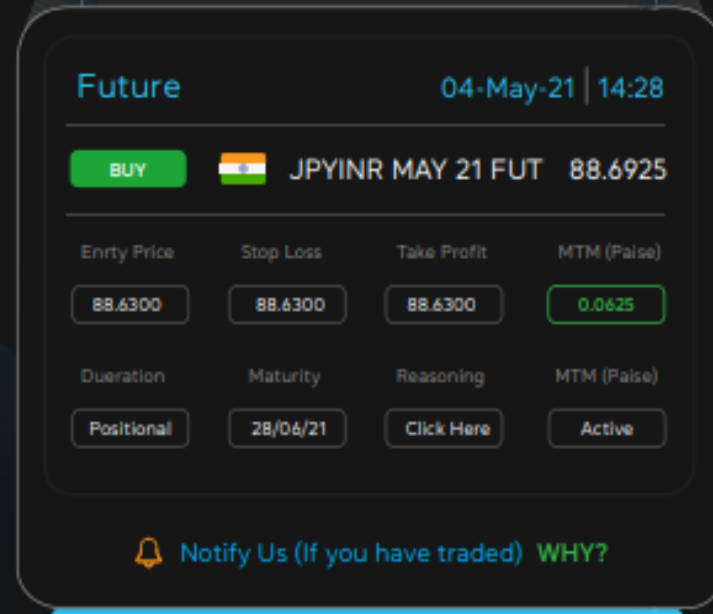 Future 04-May-21 14:28
BUY JPYINR MAY 21 FUT 88.6925
Enrty Price Stop Loss Take Profit MTM (Paise)
88.6300 88.6300 88.6300 0.0625
Dueration Maturity Reasoning MTM (Paise)
Positional 28/06/21 Click Here Active
Notify Us (If you have traded) WHY?